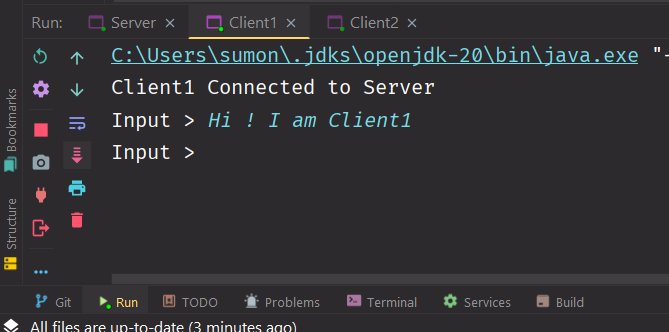 Run: Server × Client1 × Client2 ×
C:\Users\sumon\.jdks\openjdk-20\bin\java.exe "-
Client1 Connected to Server
Input > Hi ! I am Client1
Input >
Bookmarks
Structure
Git Run TODO Problems Terminal Services Build
All files are up-to-date (3 minutes ago)